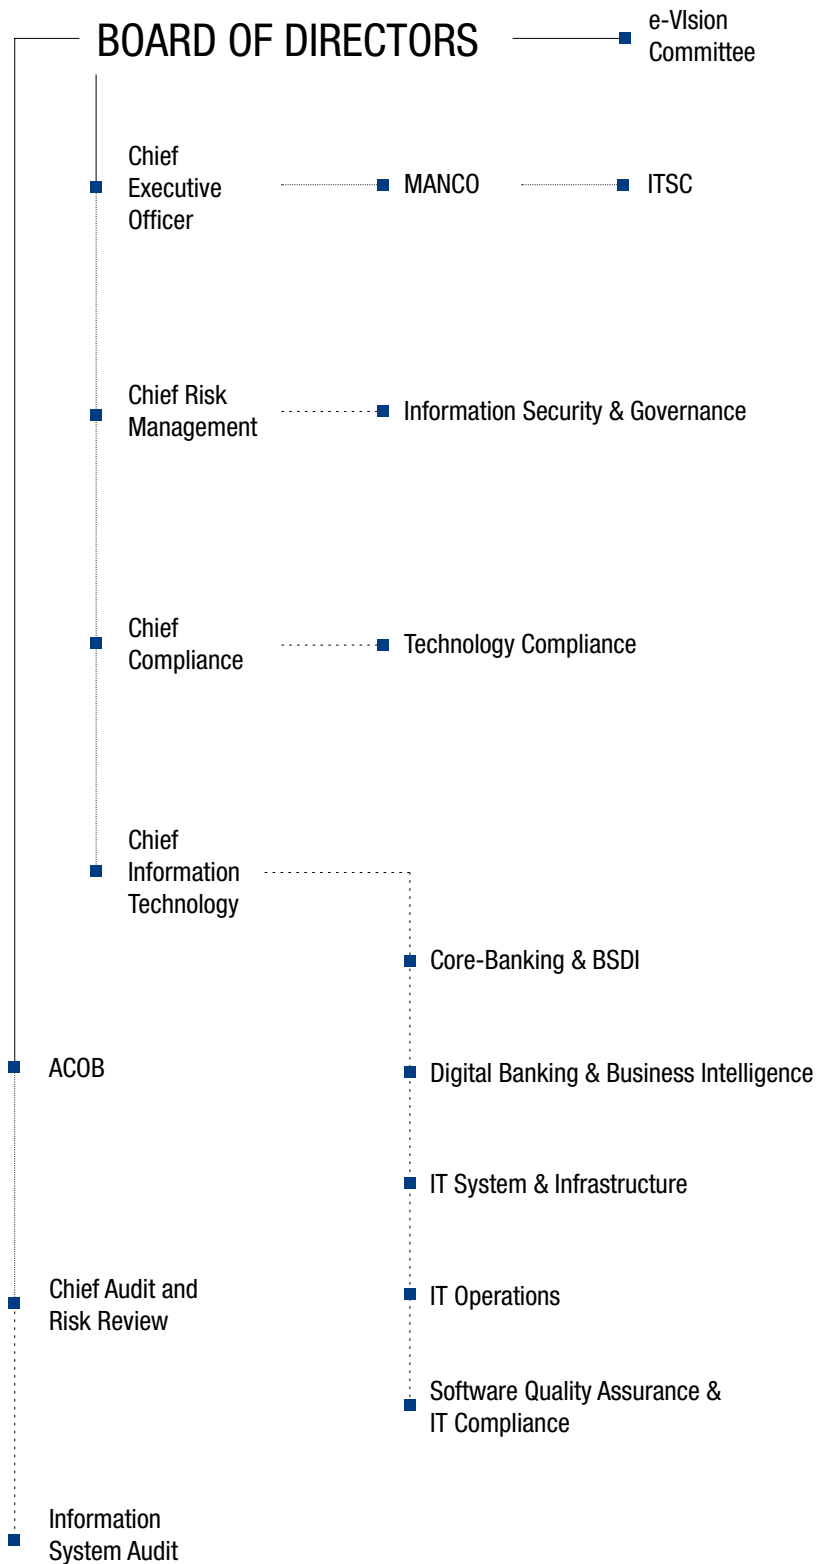 BOARD OF DIRECTORS
e-VIsion
Committee
Chief
Executive
Officer
MANCO
ITSC
Chief Risk
Management
Information Security & Governance
Chief
Compliance
Technology Compliance
Chief
Information
Technology
Core-Banking & BSDI
ACOB
Digital Banking & Business Intelligence
IT System & Infrastructure
Chief Audit and
Risk Review
IT Operations
Software Quality Assurance &
IT Compliance
Information
System Audit